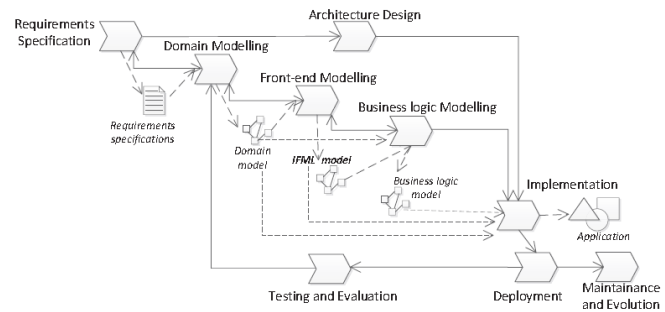 Requirements
Specification
Architecture Design
Domain Modelling
Front-end Modelling
Business logic Modelling
Requirements
specifications
Domain
model
IFML model
Business logic
model
Implementation
Application
Testing and Evaluation
Deployment
Maintainance
and Evolution